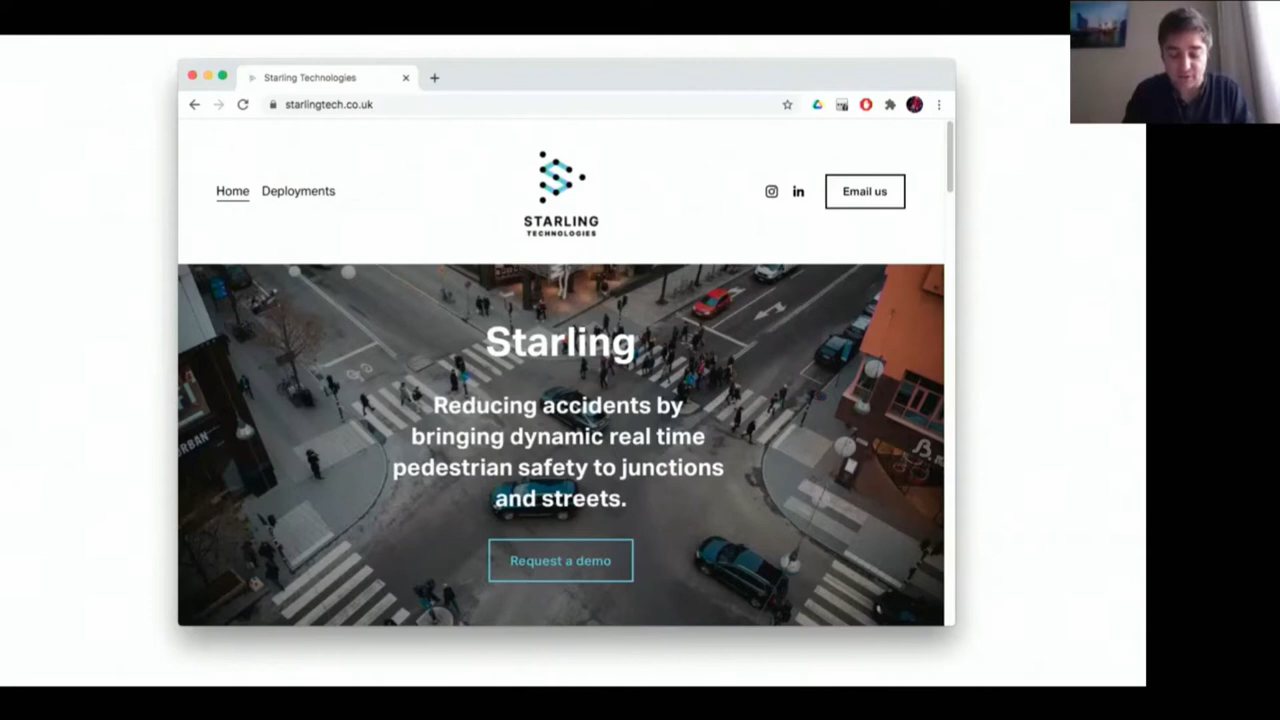 Starling Technologies
starlingtech.co.uk
Home Deployments
STARLING
TECHNOLOGIES
Email us
Starling
Reducing accidents by
bringing dynamic real time
pedestrian safety to junctions
and streets.
Request a demo
URBAN